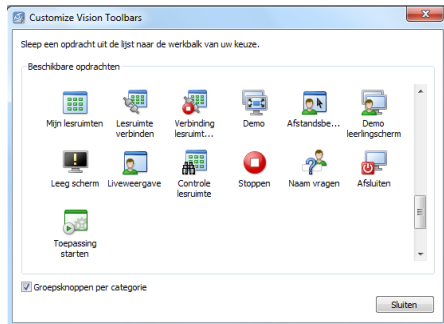 Customize Vision Toolbars
Sleep een opdracht uit de lijst naar de werkbalk van uw keuze.
Beschikbare opdrachten
Mijn lesruimten
Lesruimte
verbinden
Verbinding
lesruimt...
Demo
Afstandsbe...
Demo
leerlingscherm
Leeg scherm
Liveweergave
Controle
lesruimte
Stoppen
Naam vragen
Afsluiten
Toepassing
starten
Groepsknoppen per categorie
Sluiten